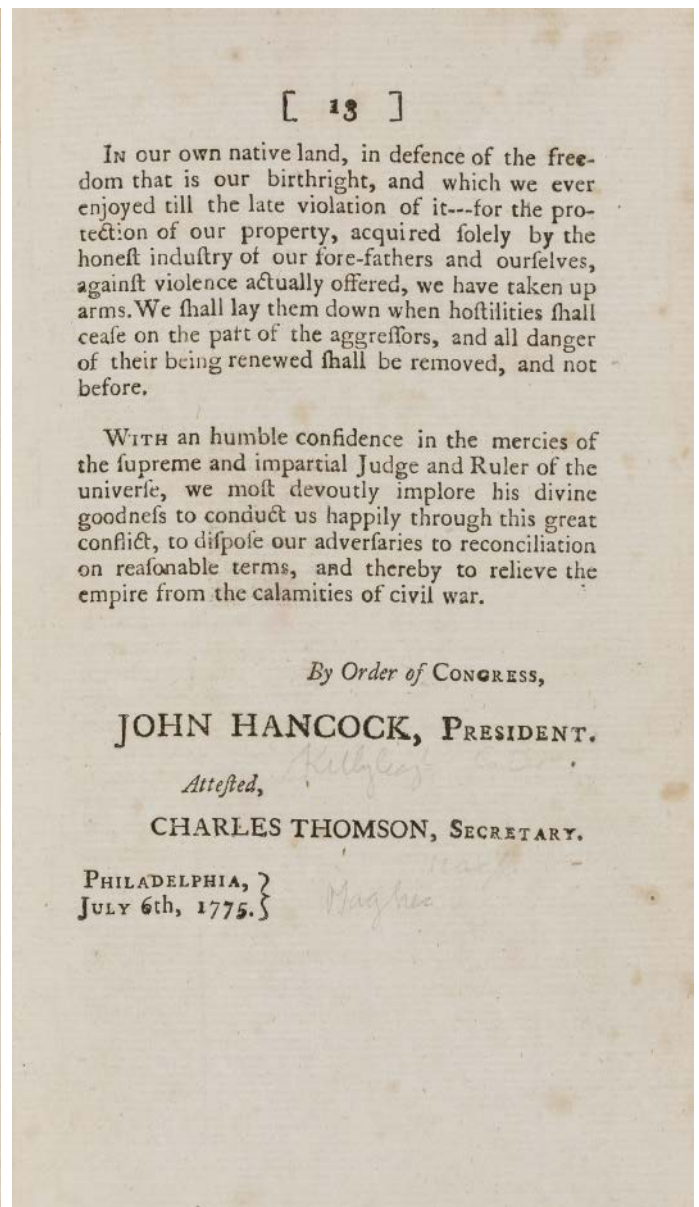 [ 13 ]
In our own native land, in defence of the free-
dom that is our birthright, and which we ever
enjoyed till the late violation of it---for the pro-
tection of our property, acquired ſolely by the
honeſt induſtry of our fore-fathers and ourſelves,
againſt violence actually offered, we have taken up
arms.We ſhall lay them down when hoſtilities ſhall
ceaſe on the part of the aggreſſors, and all danger
of their being renewed ſhall be removed, and not
before.
With an humble confidence in the mercies of
the ſupreme and impartial Judge and Ruler of the
univerſe, we moſt devoutly implore his divine
goodneſs to conduct us happily through this great
conflict, to diſpoſe our adverſaries to reconciliation
on reaſonable terms, and thereby to relieve the
empire from the calamities of civil war.
By Order of Congress,
JOHN HANCOCK, President.
Atteſted,
CHARLES THOMSON, Secretary.
Philadelphia, }
July 6th, 1775. }